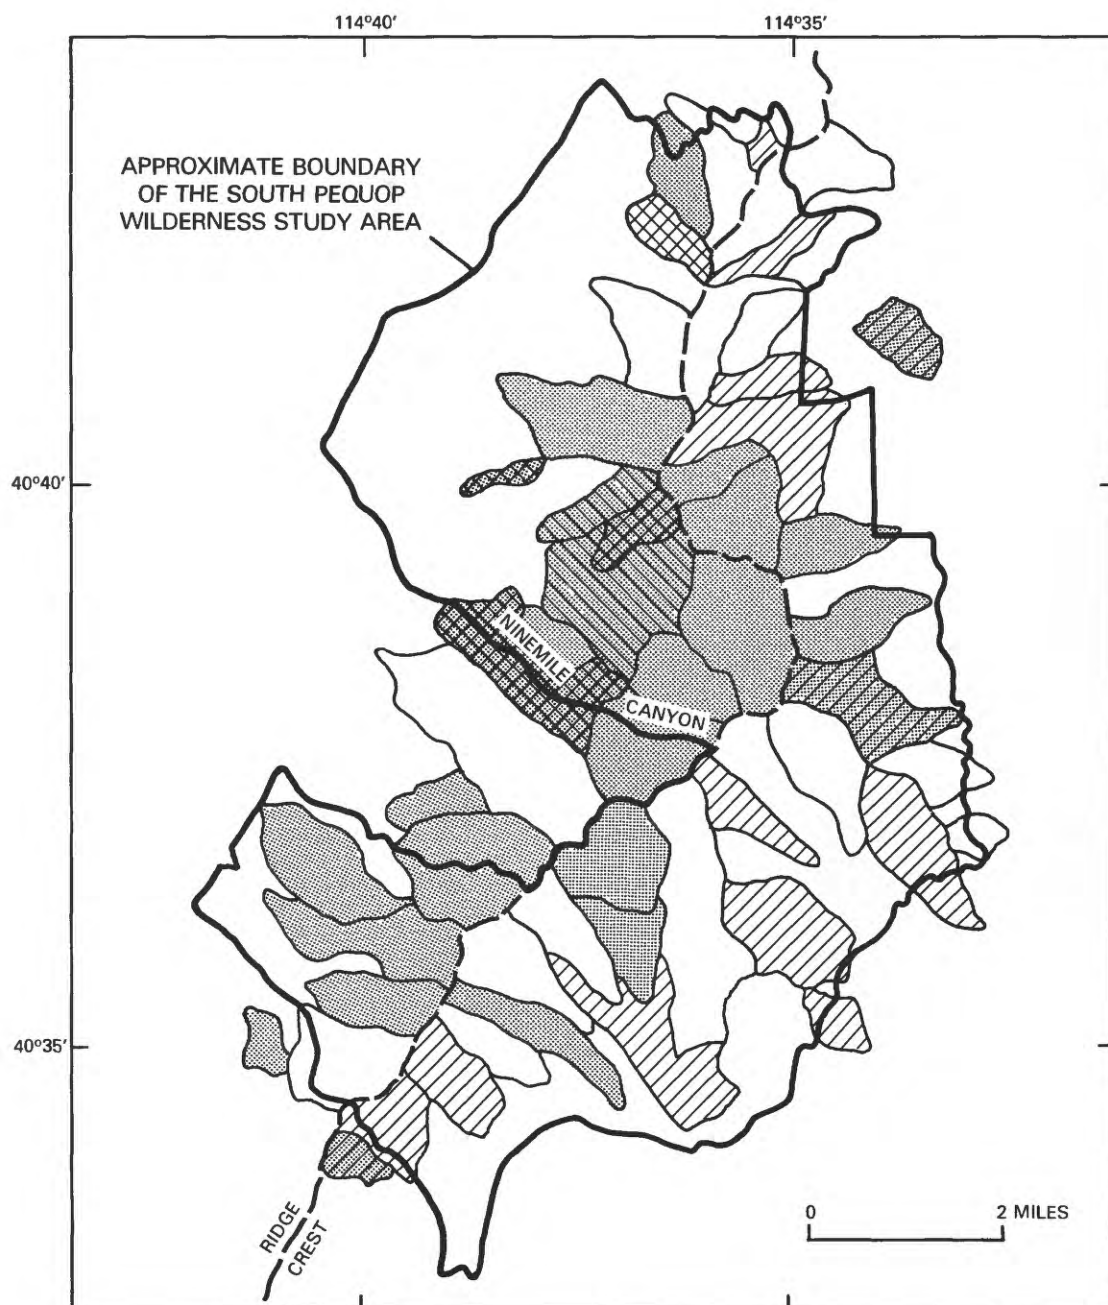 114°40′
114°35′
APPROXIMATE BOUNDARY
OF THE SOUTH PEQUOP
WILDERNESS STUDY AREA
40°40′
NINEMILE
CANYON
40°35′
0
2 MILES
RIDGE
CREST